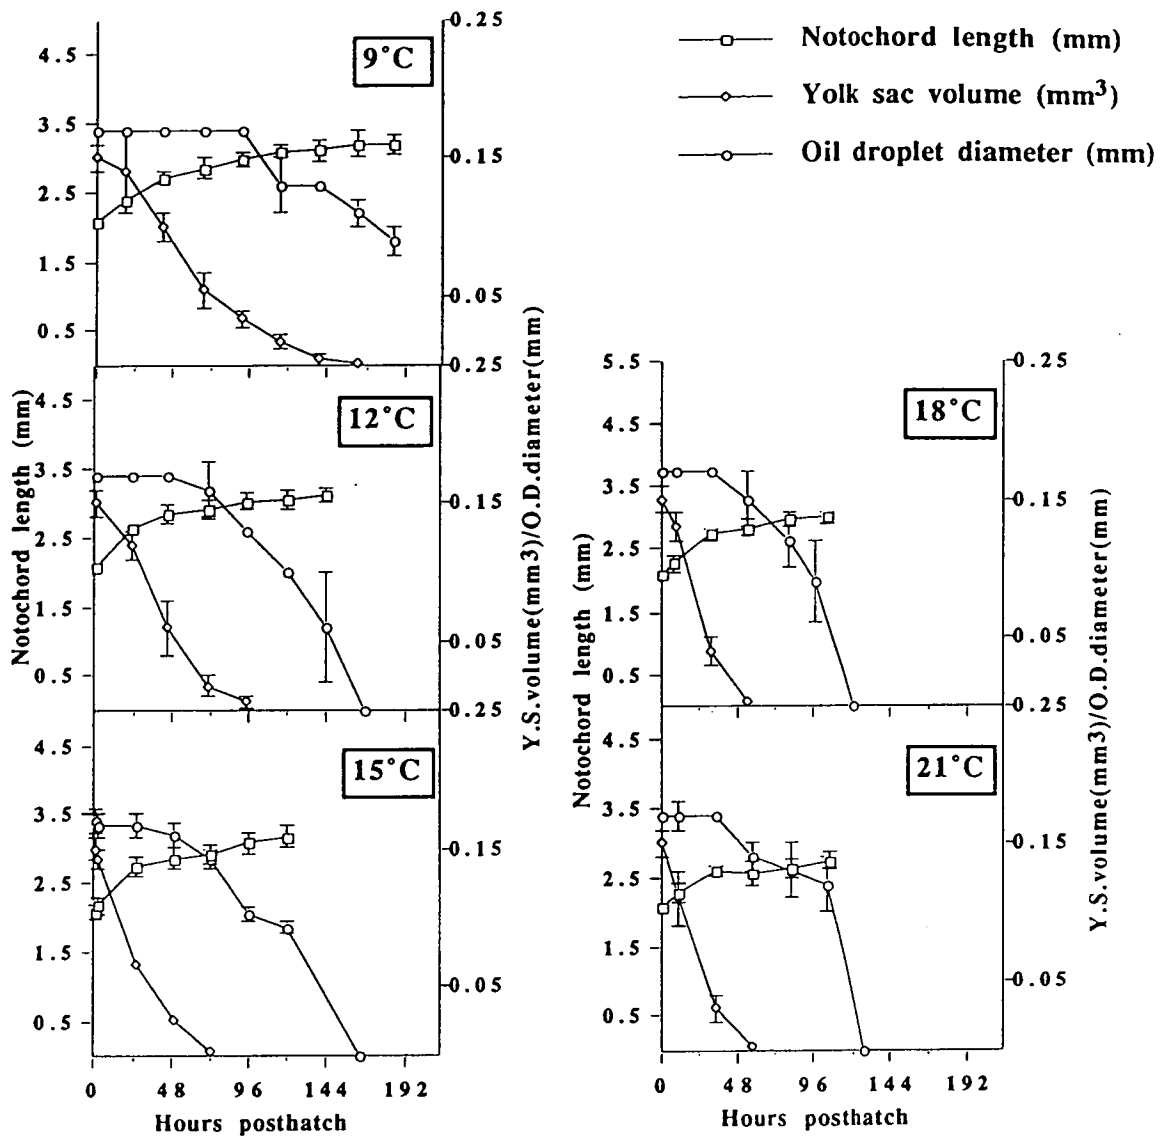 Notochord length (mm)
Yolk sac volume (mm3)
Oil droplet diameter (mm)
9°C
4.5
3.5
2.5
1.5
0.5
0.25
0.15
0.05
0.25
12°C
4.5
3.5
2.5
1.5
0.5
0.15
0.05
0.25
15°C
4.5
3.5
2.5
1.5
0.5
0.15
0.05
0 48 96 144 192
Hours posthatch
Notochord length (mm)
Y.S.volume(mm3)/O.D.diameter(mm)
18°C
5.5
4.5
3.5
2.5
1.5
0.5
0.25
0.15
0.05
0.25
21°C
4.5
3.5
2.5
1.5
0.5
0.15
0.05
0 48 96 144 192
Hours posthatch
Notochord length (mm)
Y.S.volume(mm3)/O.D.diameter(mm)